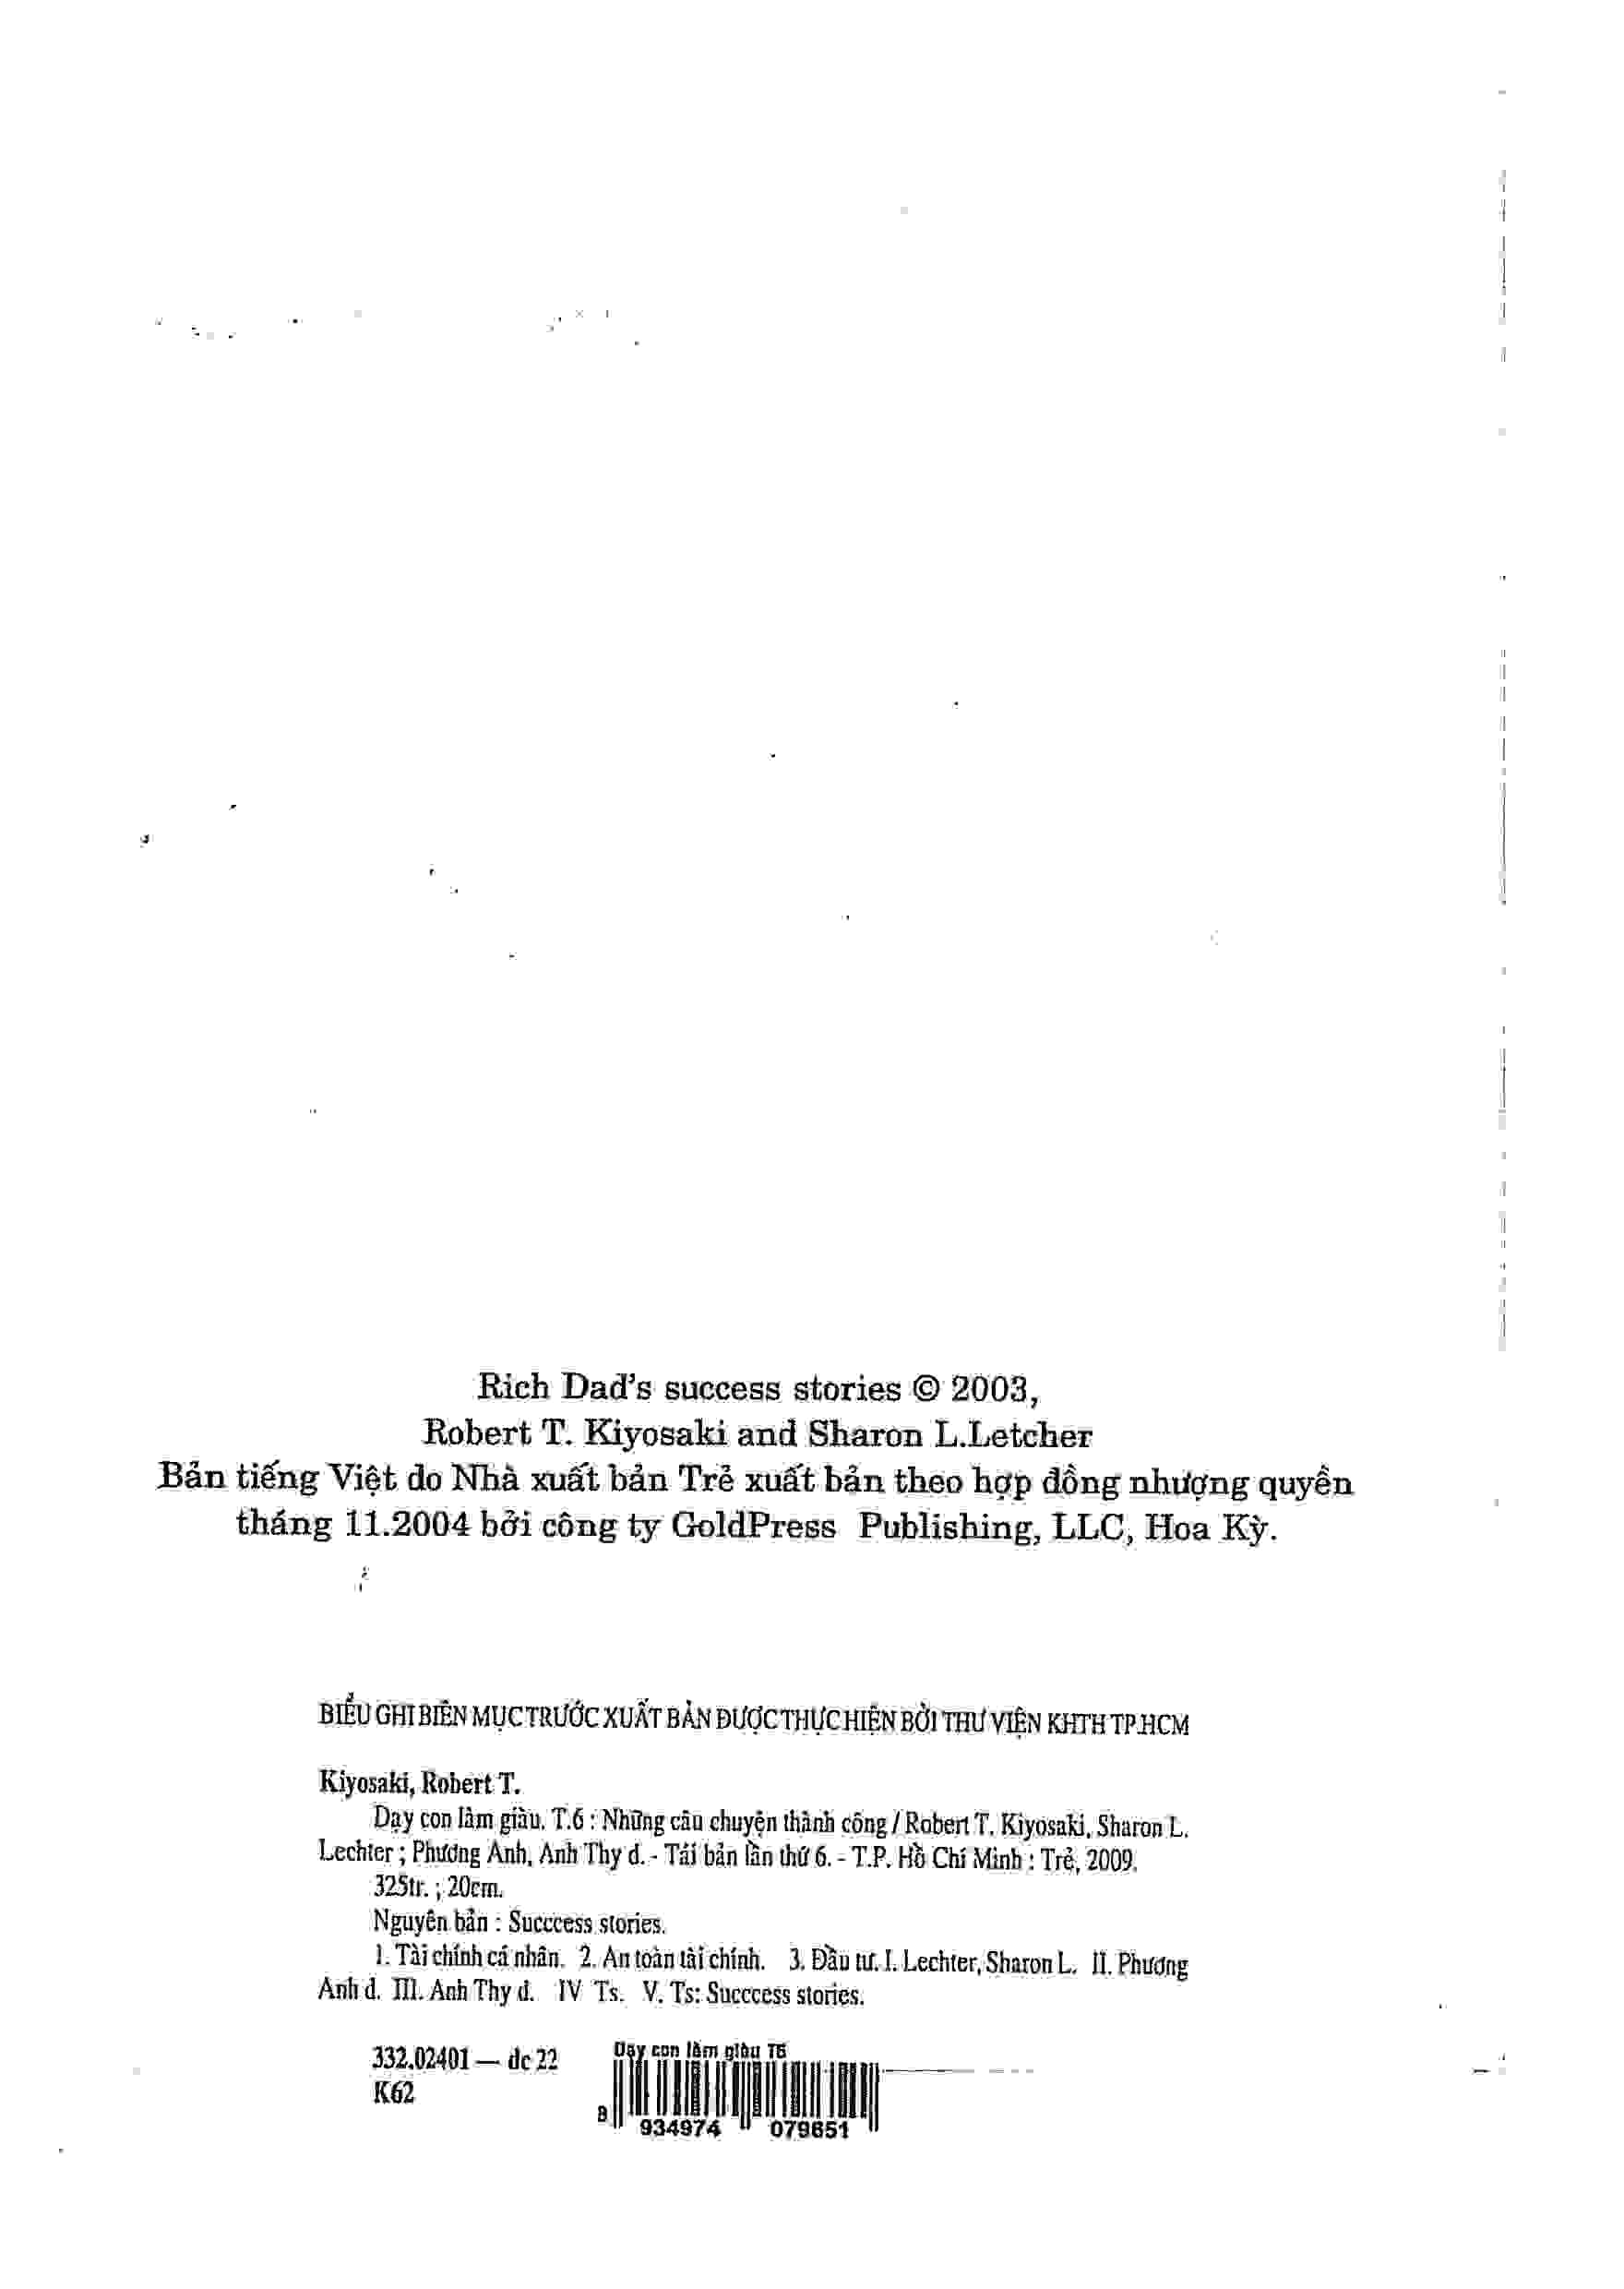 Rich Dad's success stories © 2003,
Robert T. Kiyosaki and Sharon L.Letcher
Bản tiếng Việt do Nhà xuất bản Trẻ xuất bản theo hợp đồng nhượng quyền
tháng 11.2004 bởi công ty GoldPress Publishing, LLC, Hoa Kỳ.
BIỂU GHI BIÊN MỤC TRƯỚC XUẤT BẢN ĐƯỢC THỰC HIỆN BỞI THƯ VIỆN KHTH TP.HCM
Kiyosaki, Robert T.
Dạy con làm giàu. T.6 : Những câu chuyện thành công / Robert T. Kiyosaki, Sharon L.
Lechter ; Phương Anh, Anh Thy d. - Tái bản lần thứ 6. - T.P. Hồ Chí Minh : Trẻ, 2009.
325tr. ; 20cm.
Nguyên bản : Succcess stories.
1. Tài chính cá nhân. 2. An toàn tài chính. 3. Đầu tư. I. Lechter, Sharon L. II. Phương
Anh d. III. Anh Thy d. IV Ts. V. Ts: Succcess stories.
332.02401 — dc 22
K62
Dạy con làm giàu T6
8 934974 079651